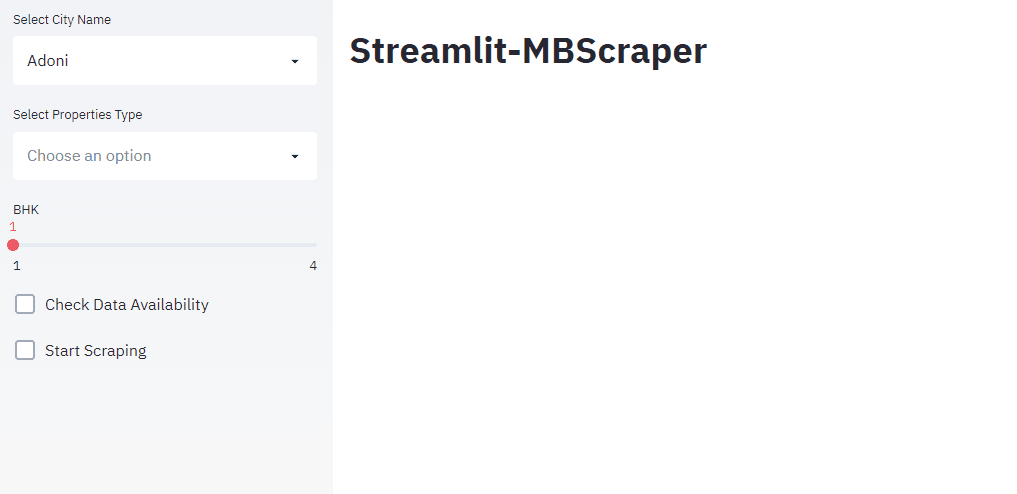 Select City Name
Adoni
Select Properties Type
Choose an option
BHK
1
1 4
Check Data Availability
Start Scraping
Streamlit-MBScraper